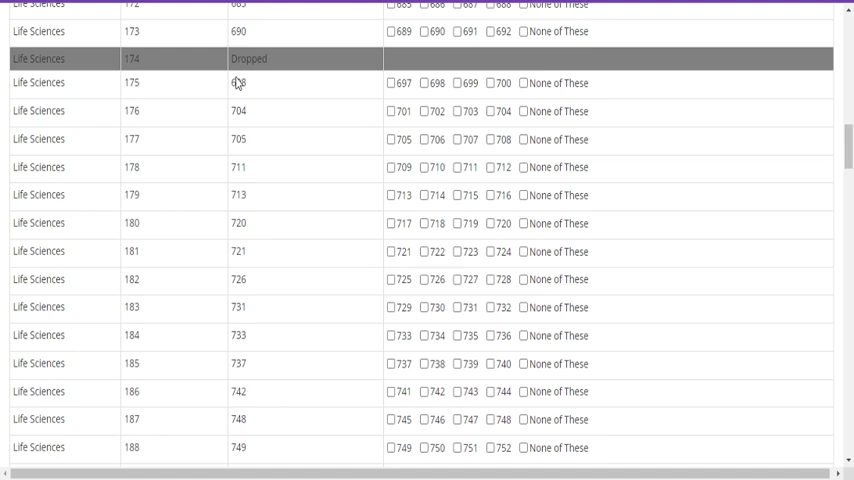 Life Sciences 172 685 685 686 687 688 None of These
Life Sciences 173 690 689 690 691 692 None of These
Life Sciences 174 Dropped
Life Sciences 175 698 697 698 699 700 None of These
Life Sciences 176 704 701 702 703 704 None of These
Life Sciences 177 705 705 706 707 708 None of These
Life Sciences 178 711 709 710 711 712 None of These
Life Sciences 179 713 713 714 715 716 None of These
Life Sciences 180 720 717 718 719 720 None of These
Life Sciences 181 721 721 722 723 724 None of These
Life Sciences 182 726 725 726 727 728 None of These
Life Sciences 183 731 729 730 731 732 None of These
Life Sciences 184 733 733 734 735 736 None of These
Life Sciences 185 737 737 738 739 740 None of These
Life Sciences 186 742 741 742 743 744 None of These
Life Sciences 187 748 745 746 747 748 None of These
Life Sciences 188 749 749 750 751 752 None of These